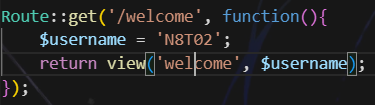 Route::get('/welcome', function(){
    $username = 'N8T02';
    return view('welcome', $username);
});